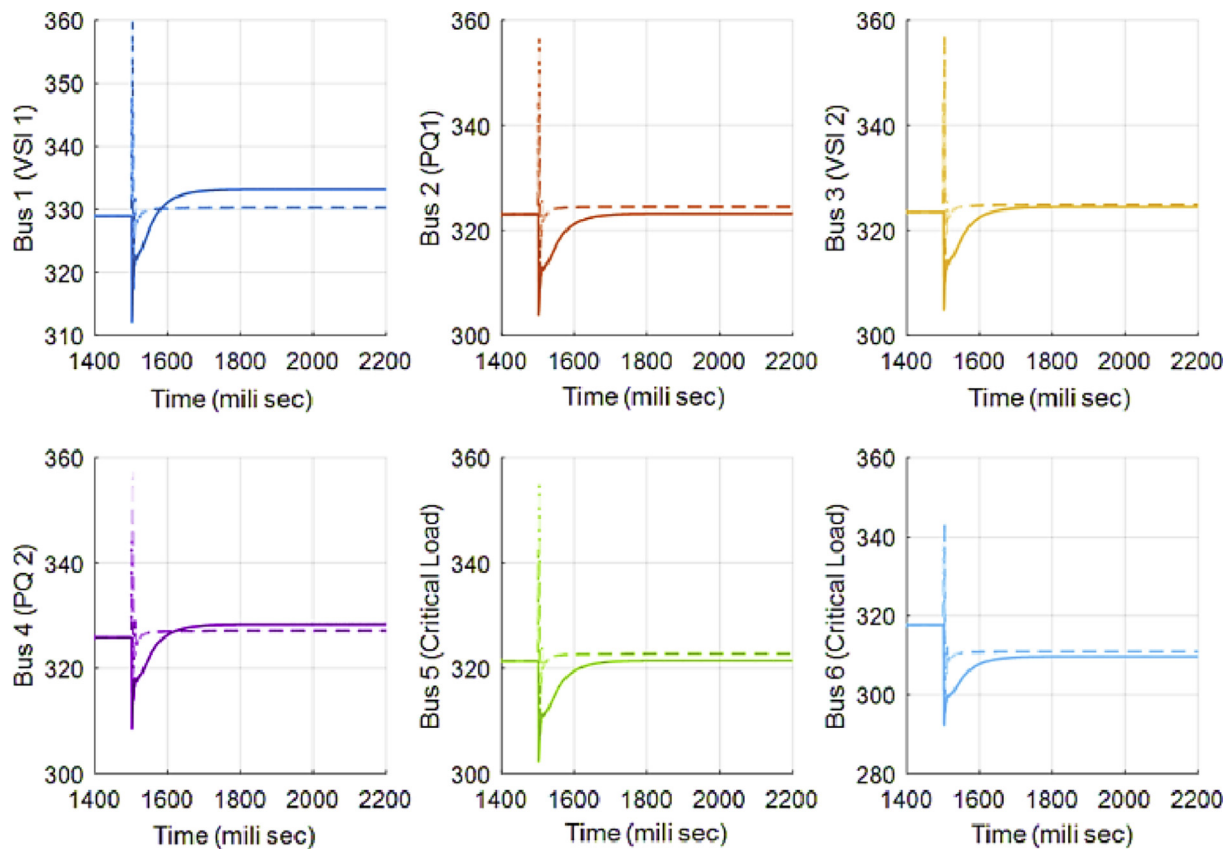 360
350
340
330
320
310
Bus 1 (VSI 1)
1400 1600 1800 2000 2200
Time (mili sec)
360
340
320
300
Bus 2 (PQ1)
1400 1600 1800 2000 2200
Time (mili sec)
360
340
320
300
Bus 3 (VSI 2)
1400 1600 1800 2000 2200
Time (mili sec)
360
340
320
300
Bus 4 (PQ 2)
1400 1600 1800 2000 2200
Time (mili sec)
360
340
320
300
Bus 5 (Critical Load)
1400 1600 1800 2000 2200
Time (mili sec)
360
340
320
300
280
Bus 6 (Critical Load)
1400 1600 1800 2000 2200
Time (mili sec)